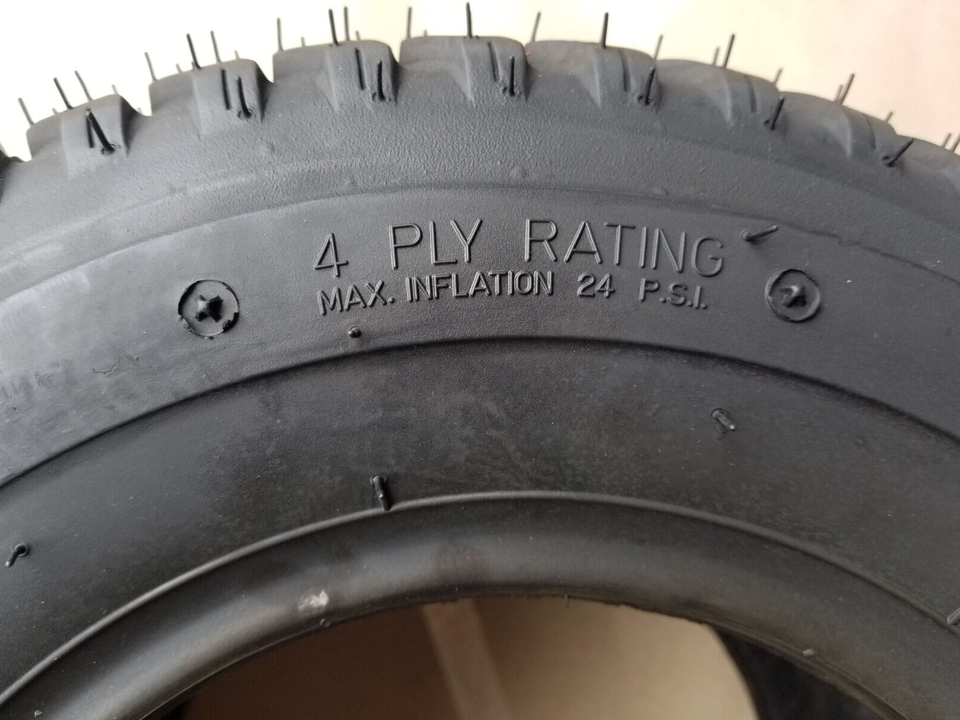 4 PLY RATING
MAX. INFLATION 24 P.S.I.